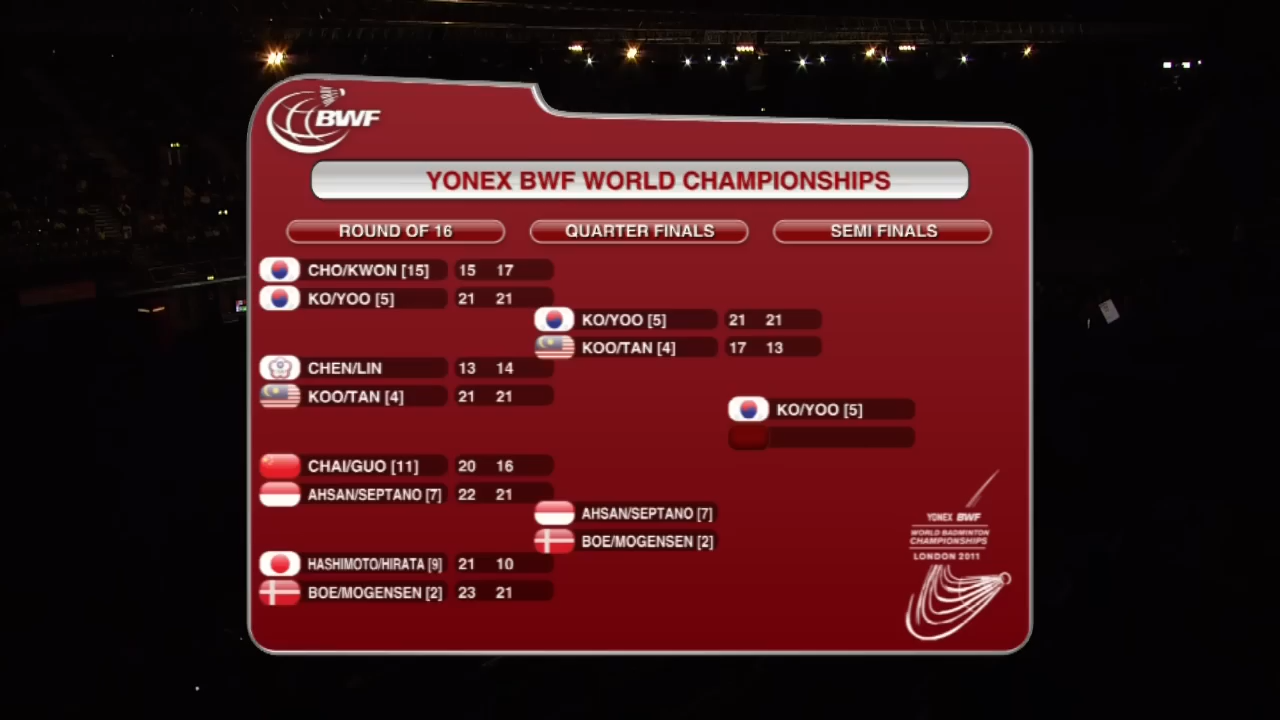 BWF
YONEX BWF WORLD CHAMPIONSHIPS
ROUND OF 16 QUARTER FINALS SEMI FINALS
CHO/KWON [15] 15 17
KO/YOO [5] 21 21
KO/YOO [5] 21 21
KOO/TAN [4] 17 13
CHEN/LIN 13 14
KOO/TAN [4] 21 21
KO/YOO [5]
CHAI/GUO [11] 20 16
AHSAN/SEPTANO [7] 22 21
AHSAN/SEPTANO [7]
BOE/MOGENSEN [2]
HASHIMOTO/HIRATA [9] 21 10
BOE/MOGENSEN [2] 23 21
YONEX BWF
WORLD BADMINTON
CHAMPIONSHIPS
LONDON 2011